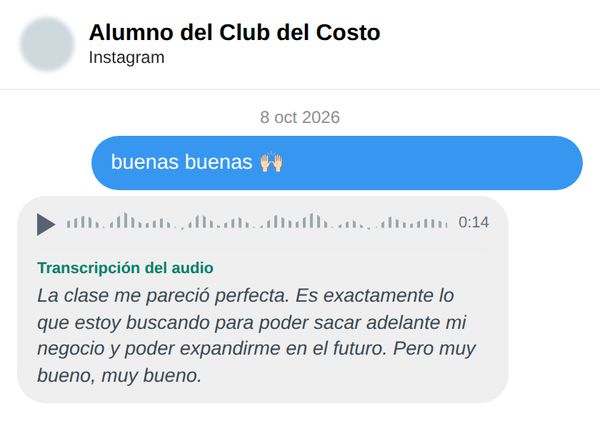 Alumno del Club del Costo
Instagram
8 oct 2026
buenas buenas 🙌🏻
0:14
Transcripción del audio
La clase me pareció perfecta. Es exactamente lo
que estoy buscando para poder sacar adelante mi
negocio y poder expandirme en el futuro. Pero muy
bueno, muy bueno.